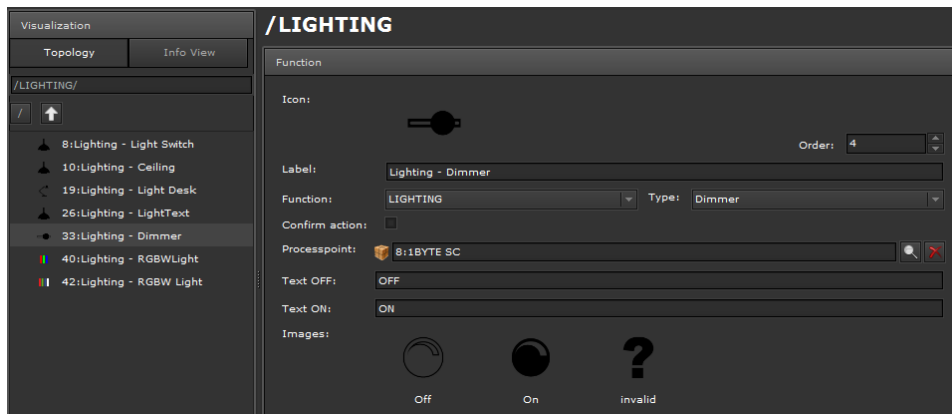 Visualization
Topology
Info View
/LIGHTING/
/
8:Lighting - Light Switch
10:Lighting - Ceiling
19:Lighting - Light Desk
26:Lighting - LightText
33:Lighting - Dimmer
40:Lighting - RGBWLight
42:Lighting - RGBW Light
/LIGHTING
Function
Icon:
Order: 4
Label: Lighting - Dimmer
Function: LIGHTING Type: Dimmer
Confirm action:
Processpoint: 8:1BYTE SC
Text OFF: OFF
Text ON: ON
Images:
?
Off On invalid